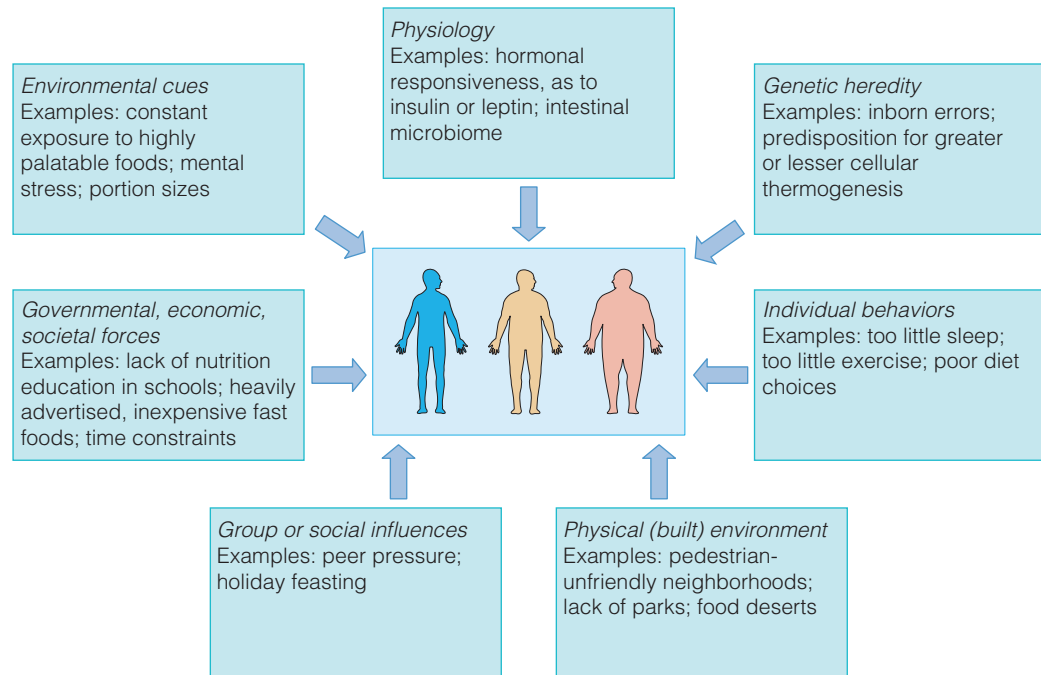 Physiology
Examples: hormonal
responsiveness, as to
insulin or leptin; intestinal
microbiome
Environmental cues
Examples: constant
exposure to highly
palatable foods; mental
stress; portion sizes
Genetic heredity
Examples: inborn errors;
predisposition for greater
or lesser cellular
thermogenesis
Governmental, economic,
societal forces
Examples: lack of nutrition
education in schools; heavily
advertised, inexpensive fast
foods; time constraints
Individual behaviors
Examples: too little sleep;
too little exercise; poor diet
choices
Group or social influences
Examples: peer pressure;
holiday feasting
Physical (built) environment
Examples: pedestrian-
unfriendly neighborhoods;
lack of parks; food deserts